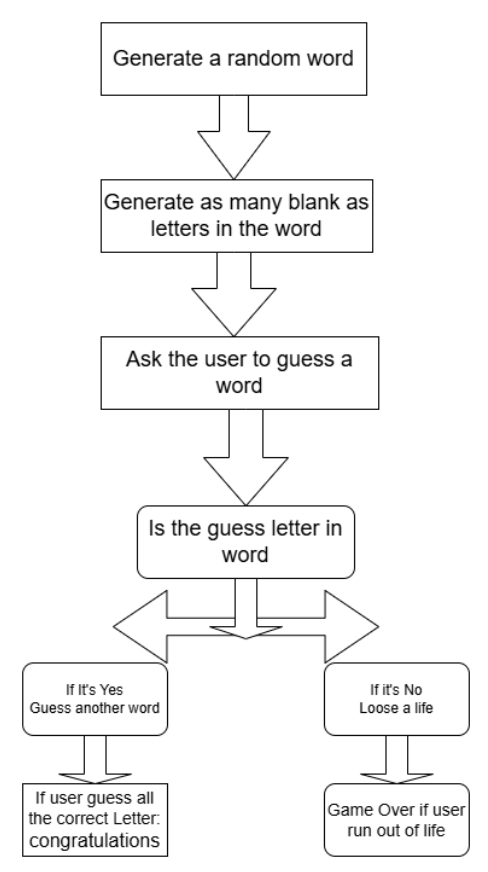 Generate a random word
Generate as many blank as
letters in the word
Ask the user to guess a
word
Is the guess letter in
word
If It's Yes
Guess another word
If it's No
Loose a life
If user guess all
the correct Letter:
congratulations
Game Over if user
run out of life